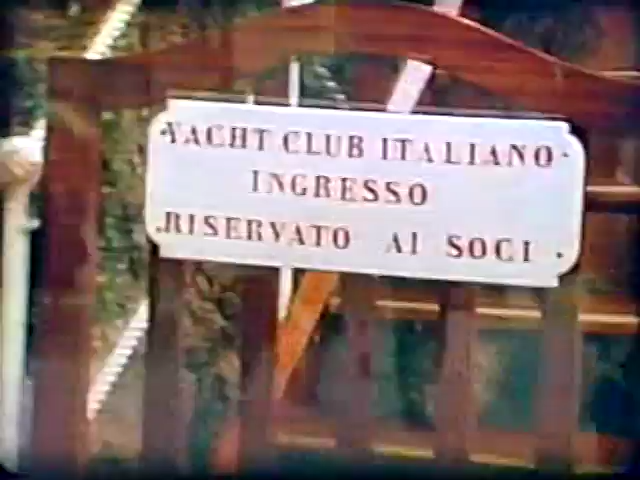 YACHT CLUB ITALIANO
INGRESSO
RISERVATO AI SOCI